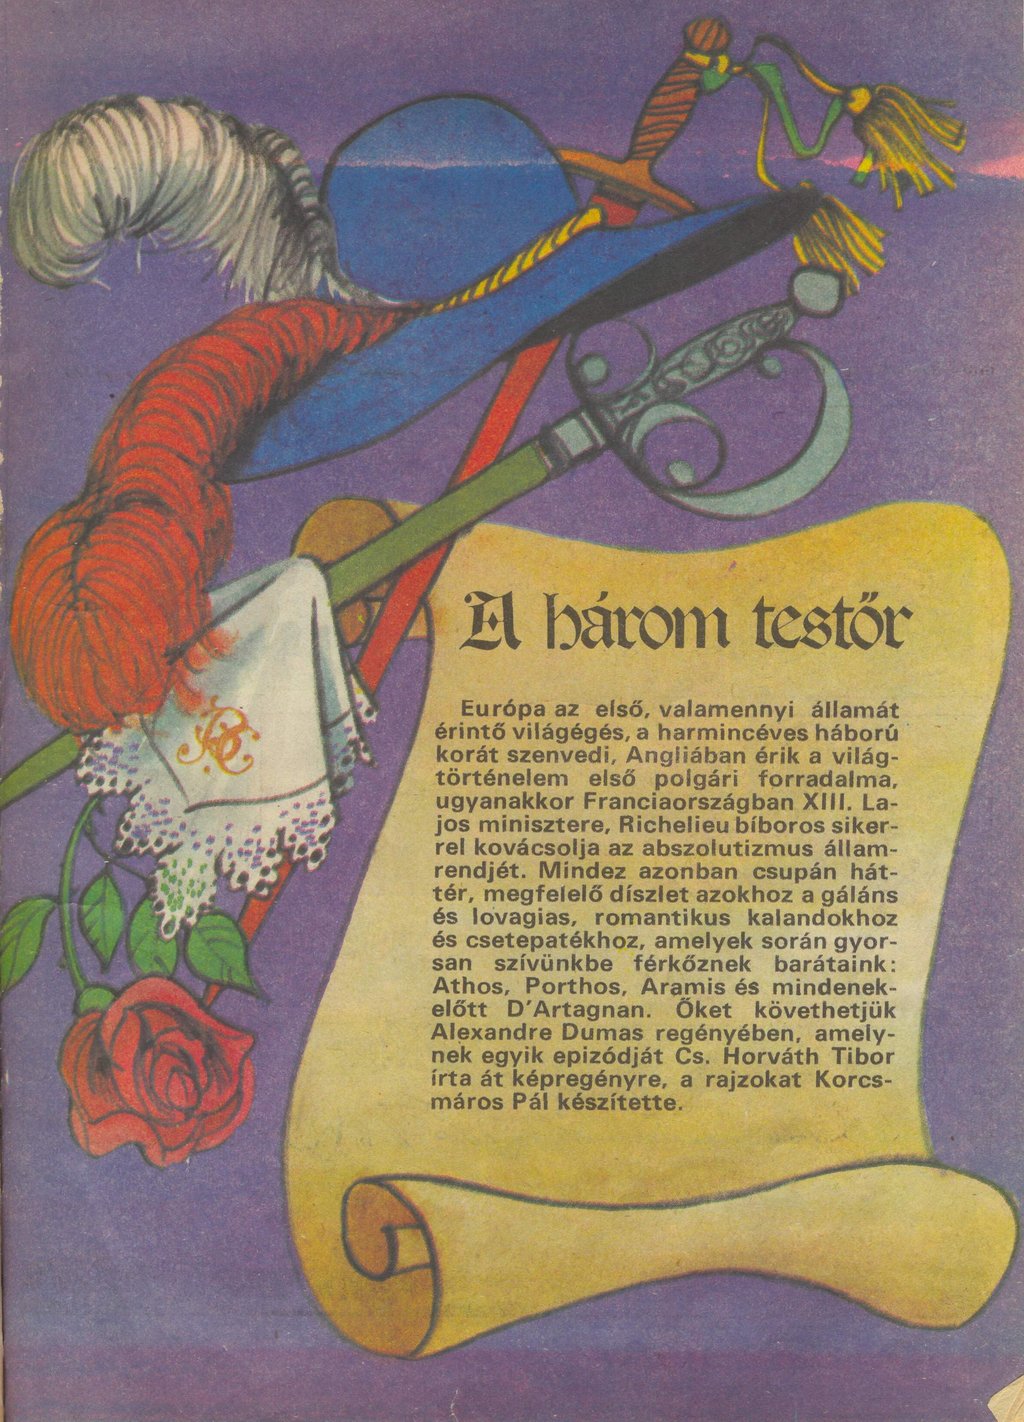 A három testőr
Európa az első, valamennyi államát
érintő világégés, a harmincéves háború
korát szenvedi, Angliában érik a világ-
történelem első polgári forradalma,
ugyanakkor Franciaországban XIII. La-
jos minisztere, Richelieu bíboros siker-
rel kovácsolja az abszolutizmus állam-
rendjét. Mindez azonban csupán hát-
tér, megfelelő díszlet azokhoz a gáláns
és lovagias, romantikus kalandokhoz
és csetepatékhoz, amelyek során gyor-
san szívünkbe férkőznek barátaink:
Athos, Porthos, Aramis és mindenek-
előtt D'Artagnan. Őket követhetjük
Alexandre Dumas regényében, amely-
nek egyik epizódját Cs. Horváth Tibor
írta át képregényre, a rajzokat Korcs-
máros Pál készítette.